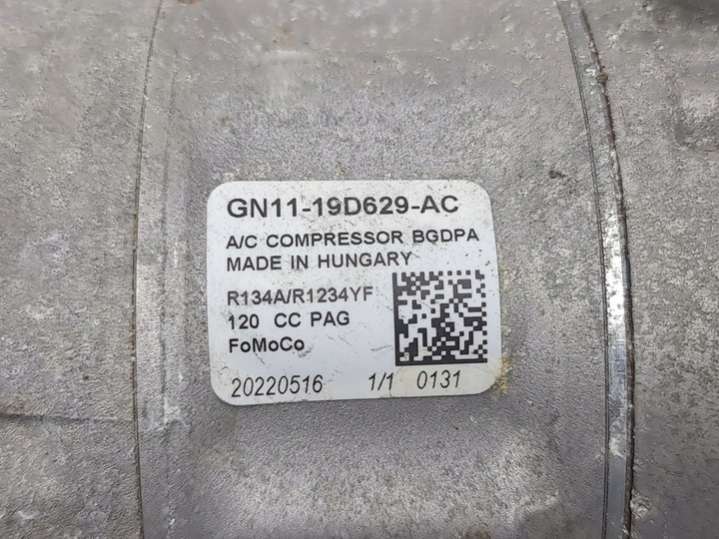 GN11-19D629-AC
A/C COMPRESSOR BGDPA
MADE IN HUNGARY
R134A/R1234YF
120 CC PAG
FoMoCo
20220516 1/1 0131